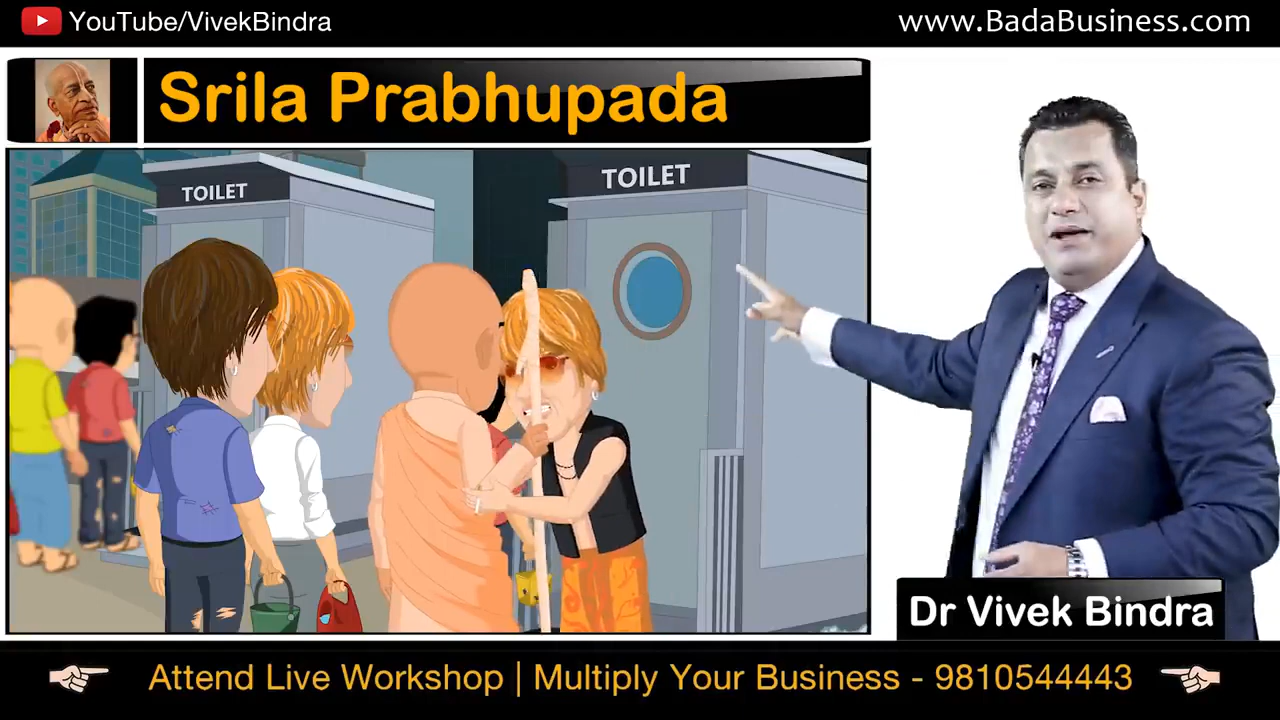 YouTube/VivekBindra
www.BadaBusiness.com
Srila Prabhupada
TOILET
TOILET
Dr Vivek Bindra
Attend Live Workshop | Multiply Your Business - 9810544443